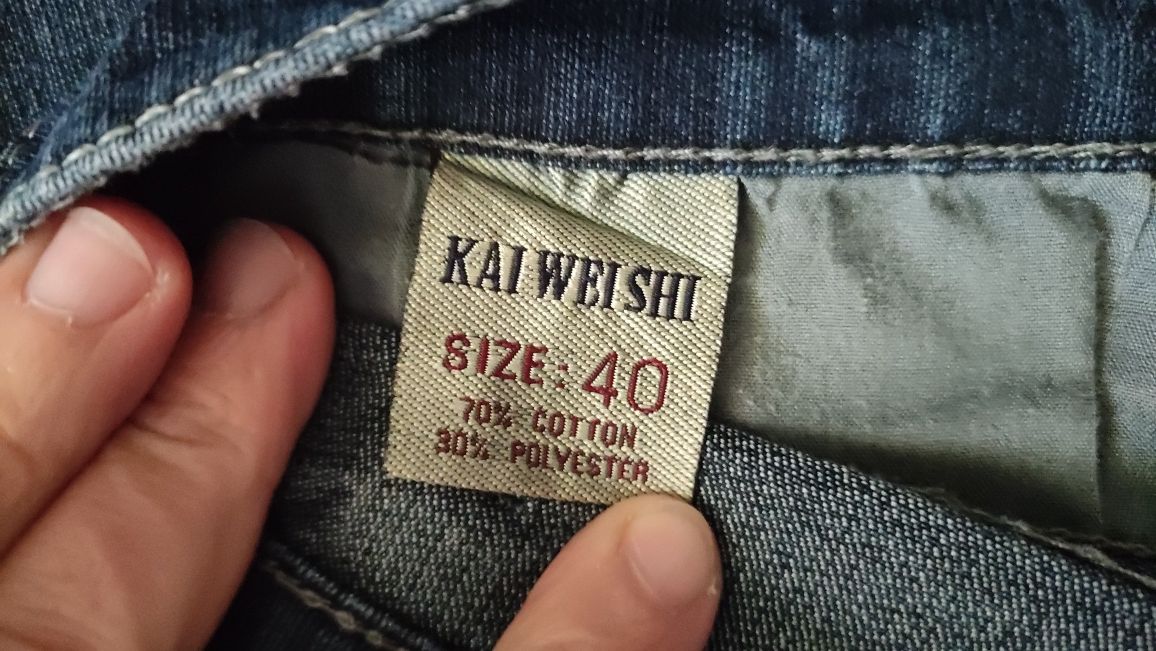 KAI WEI SHI
SIZE: 40
70% COTTON
30% POLYESTER